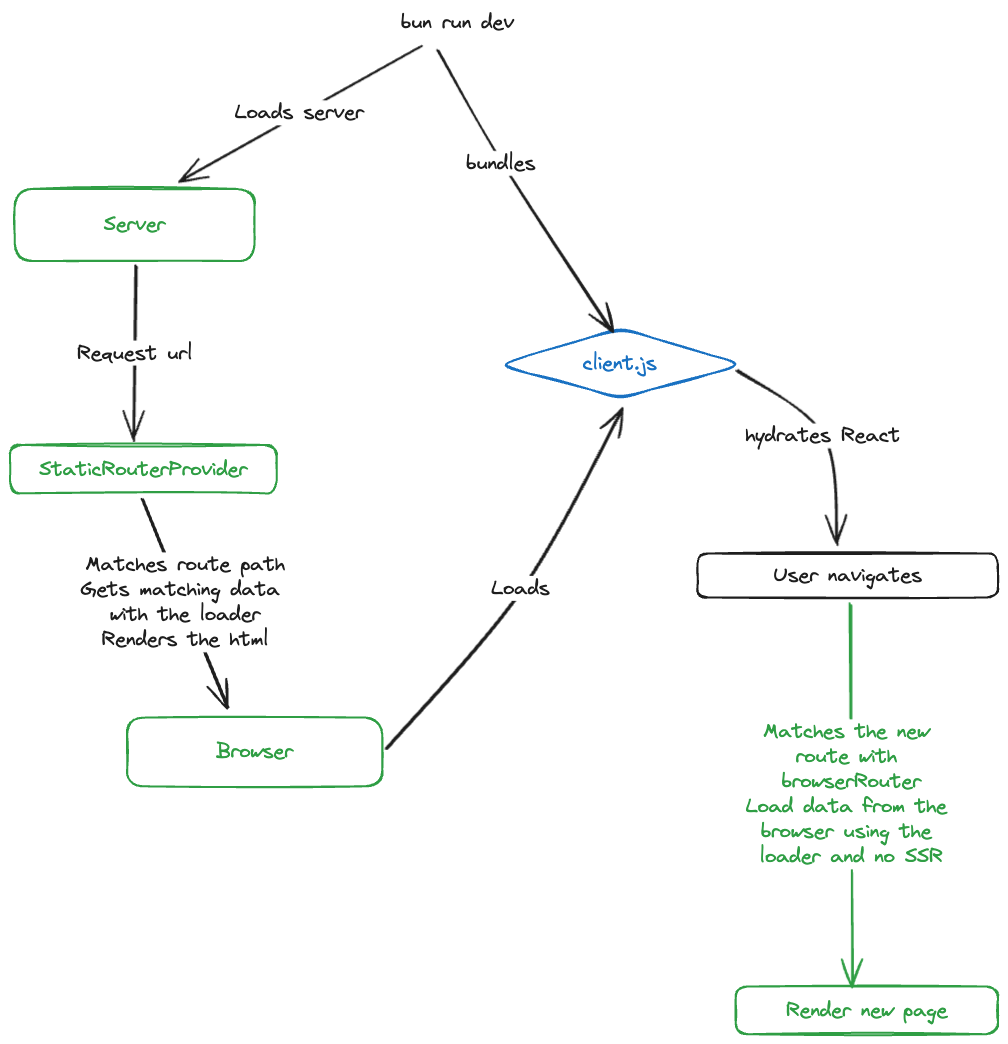 bun run dev
Loads server
bundles
Server
Request url
client.js
hydrates React
StaticRouterProvider
Matches route path
Gets matching data
with the loader
Renders the html
Loads
User navigates
Browser
Matches the new
route with
browserRouter
Load data from the
browser using the
loader and no SSR
Render new page